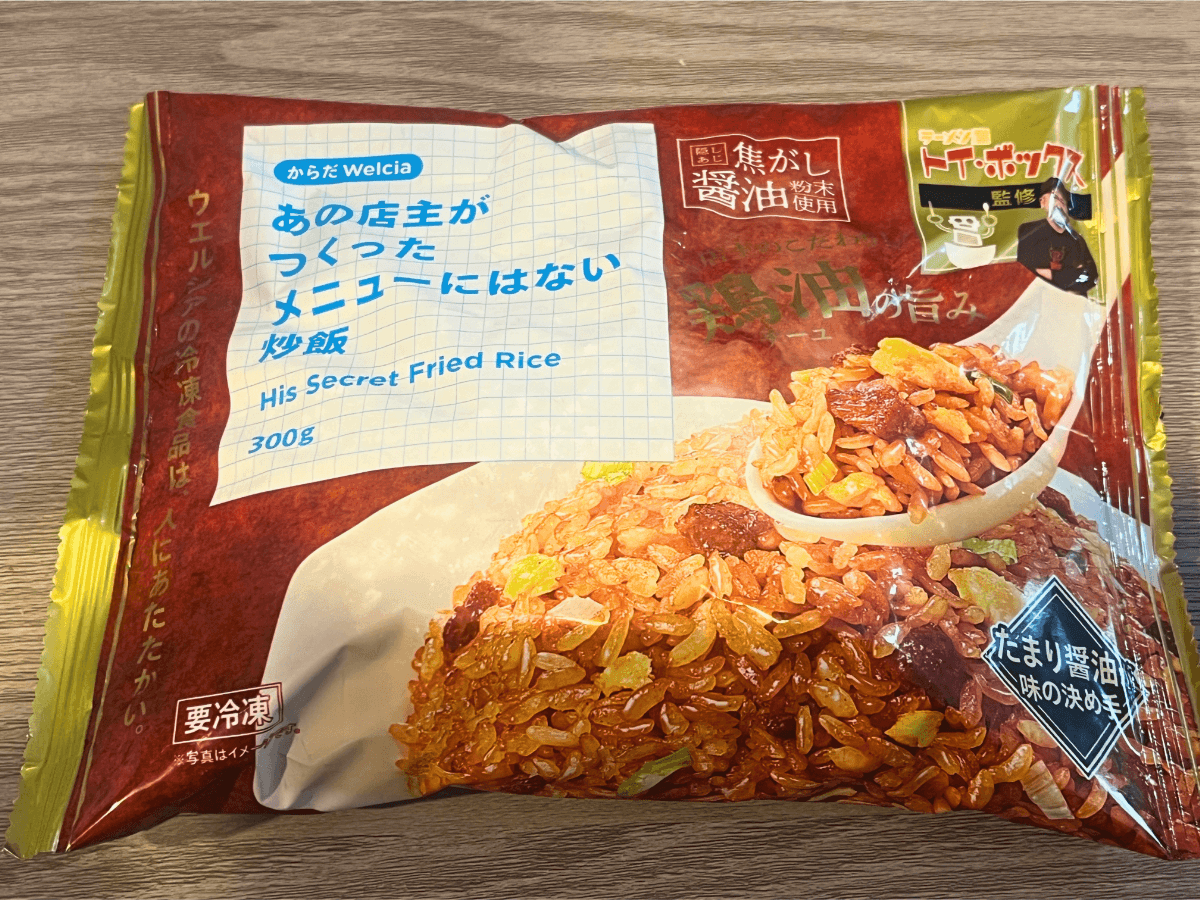 からだWelcia
あの店主が
つくった
メニューにはない
炒飯
His Secret Fried Rice
300g
ウエルシアの冷凍食品は、人にあたたかい。
隠し
あじ
焦がし
醤油
粉末
使用
ラーメン屋
トイ・ボックス
監修
鶏油の旨み
チーユ
たまり醤油
味の決め手
要冷凍
※写真はイメージです。